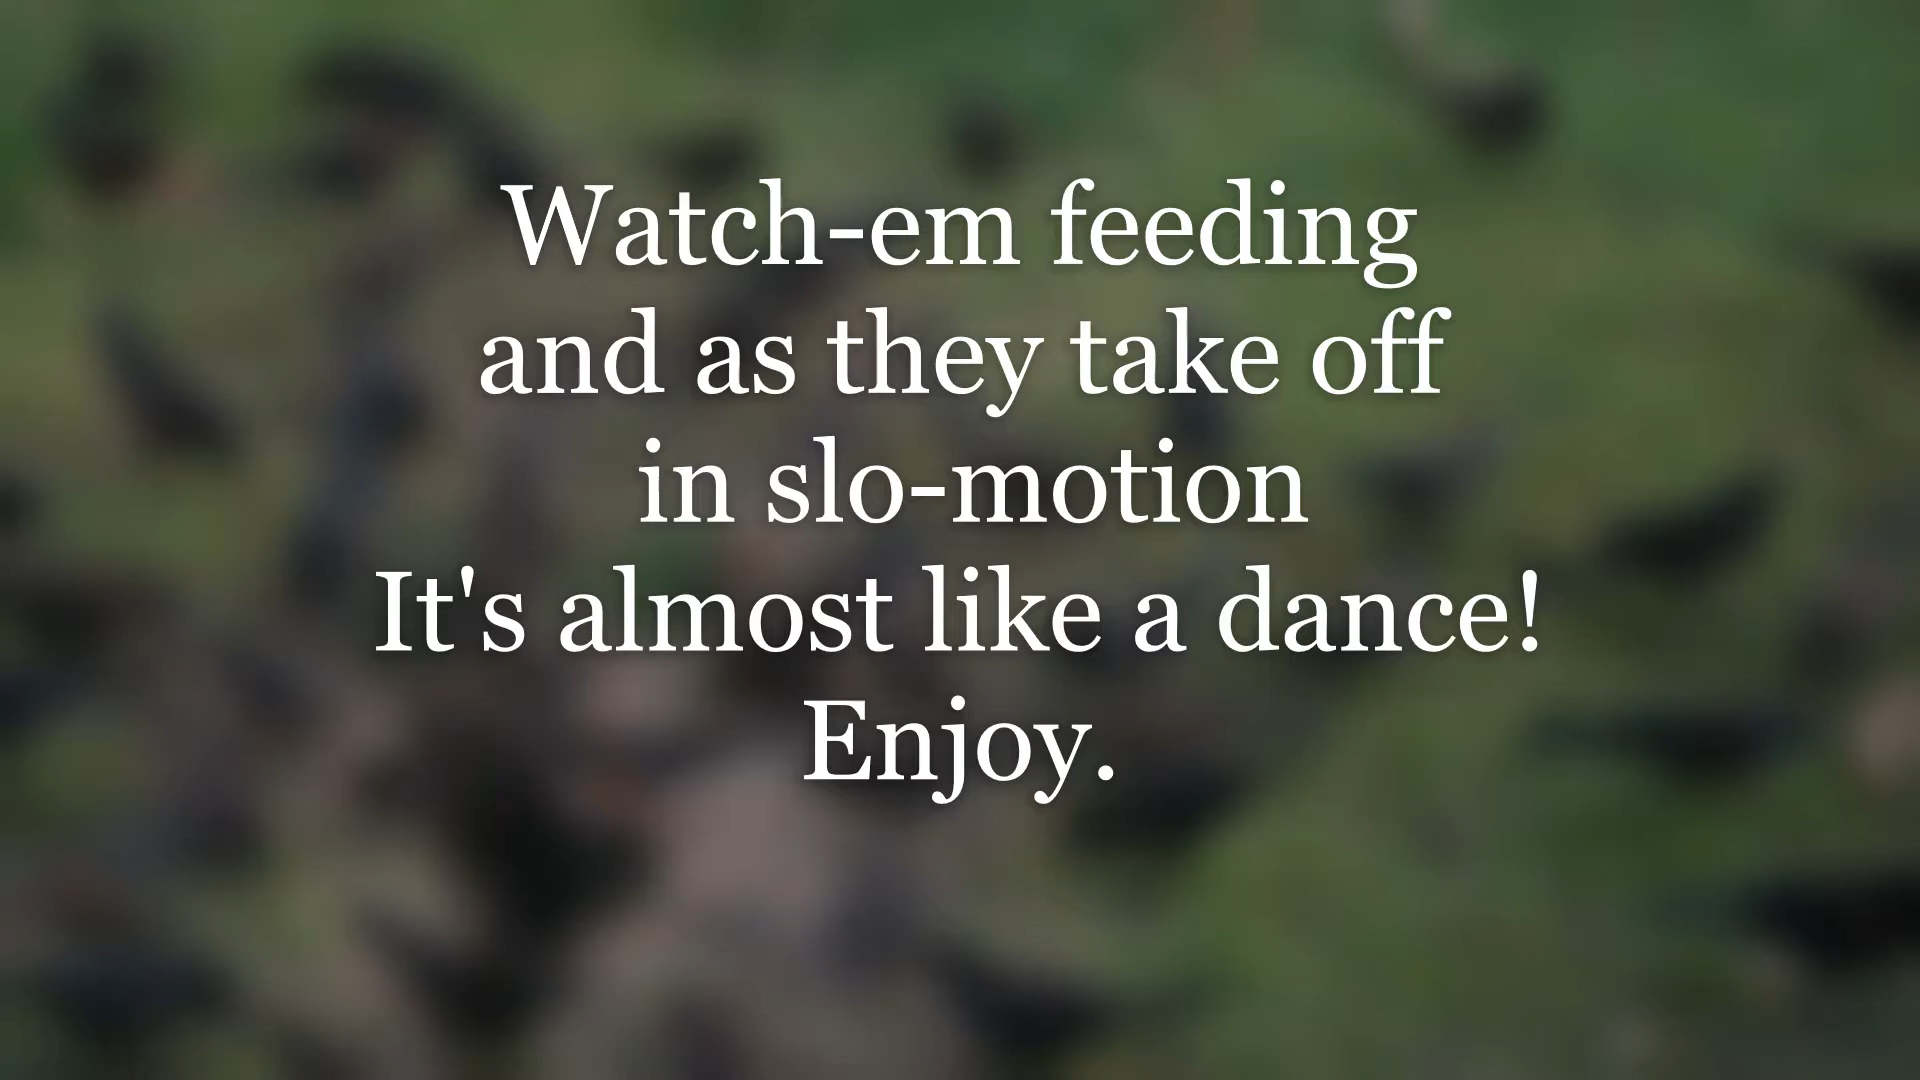 Watch-em feeding
and as they take off
in slo-motion
It's almost like a dance!
Enjoy.